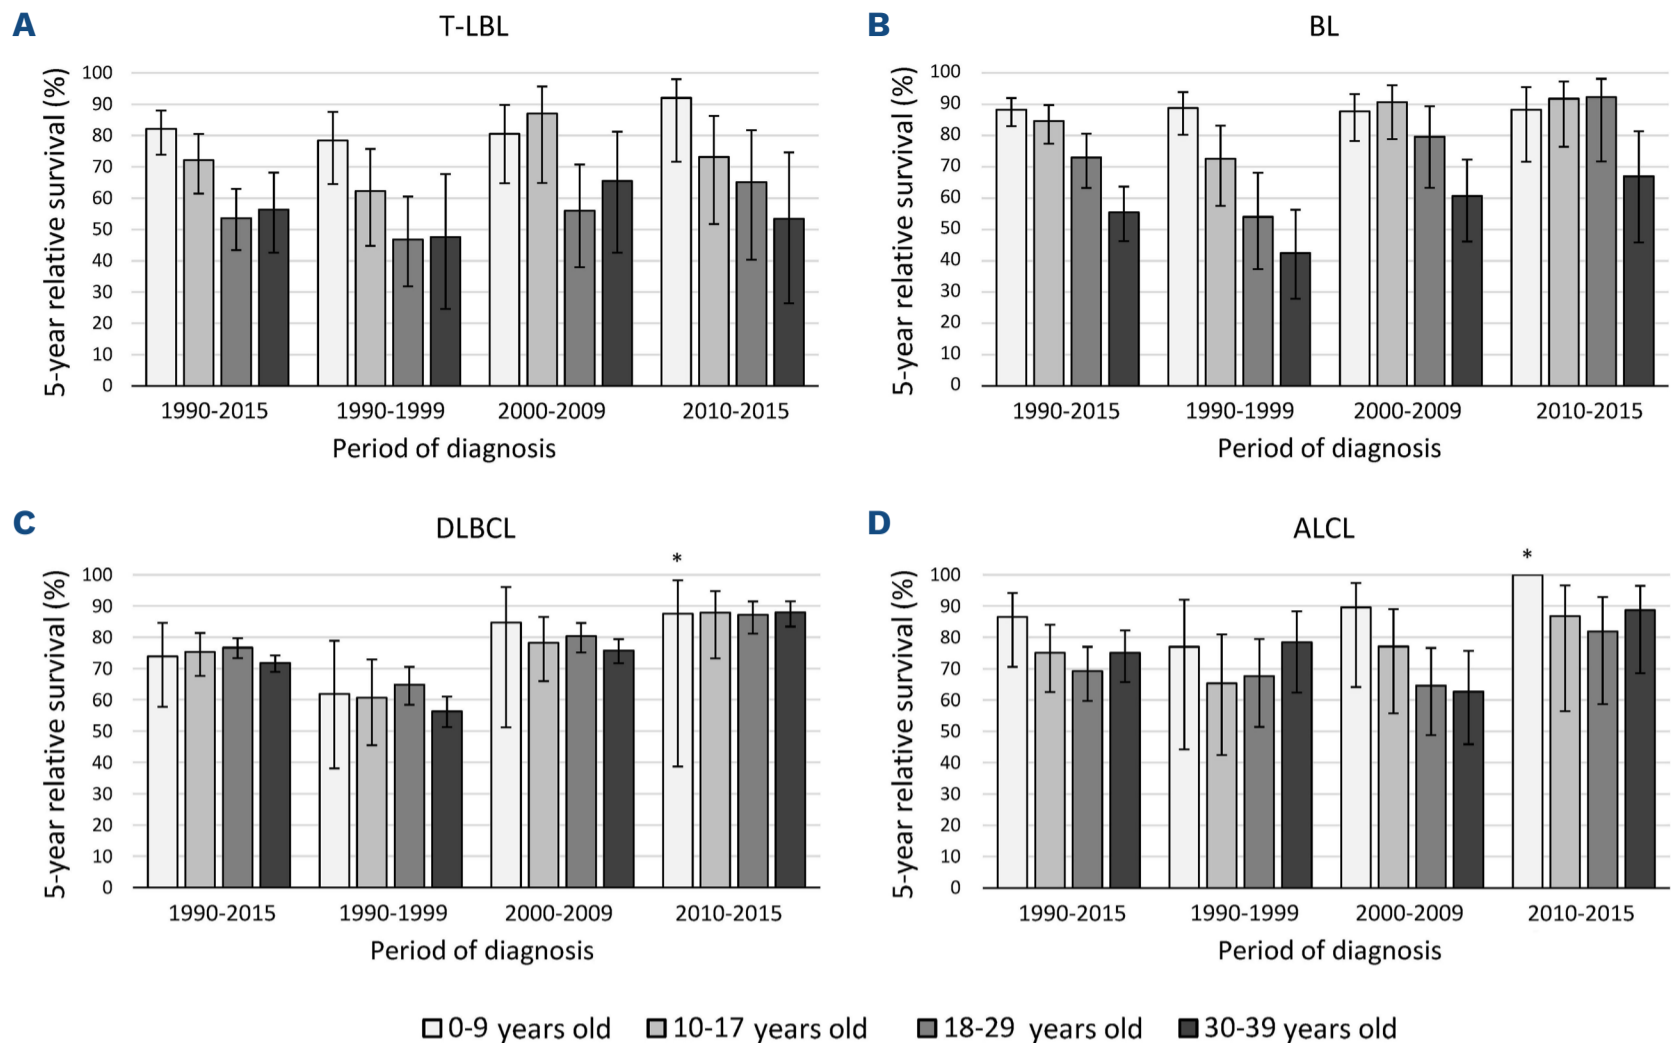 A
T-LBL
5-year relative survival (%)
100
90
80
70
60
50
40
30
20
10
0
1990-2015 1990-1999 2000-2009 2010-2015
Period of diagnosis
B
BL
5-year relative survival (%)
100
90
80
70
60
50
40
30
20
10
0
1990-2015 1990-1999 2000-2009 2010-2015
Period of diagnosis
C
DLBCL
*
5-year relative survival (%)
100
90
80
70
60
50
40
30
20
10
0
1990-2015 1990-1999 2000-2009 2010-2015
Period of diagnosis
D
ALCL
*
5-year relative survival (%)
100
90
80
70
60
50
40
30
20
10
0
1990-2015 1990-1999 2000-2009 2010-2015
Period of diagnosis
0-9 years old 10-17 years old 18-29 years old 30-39 years old